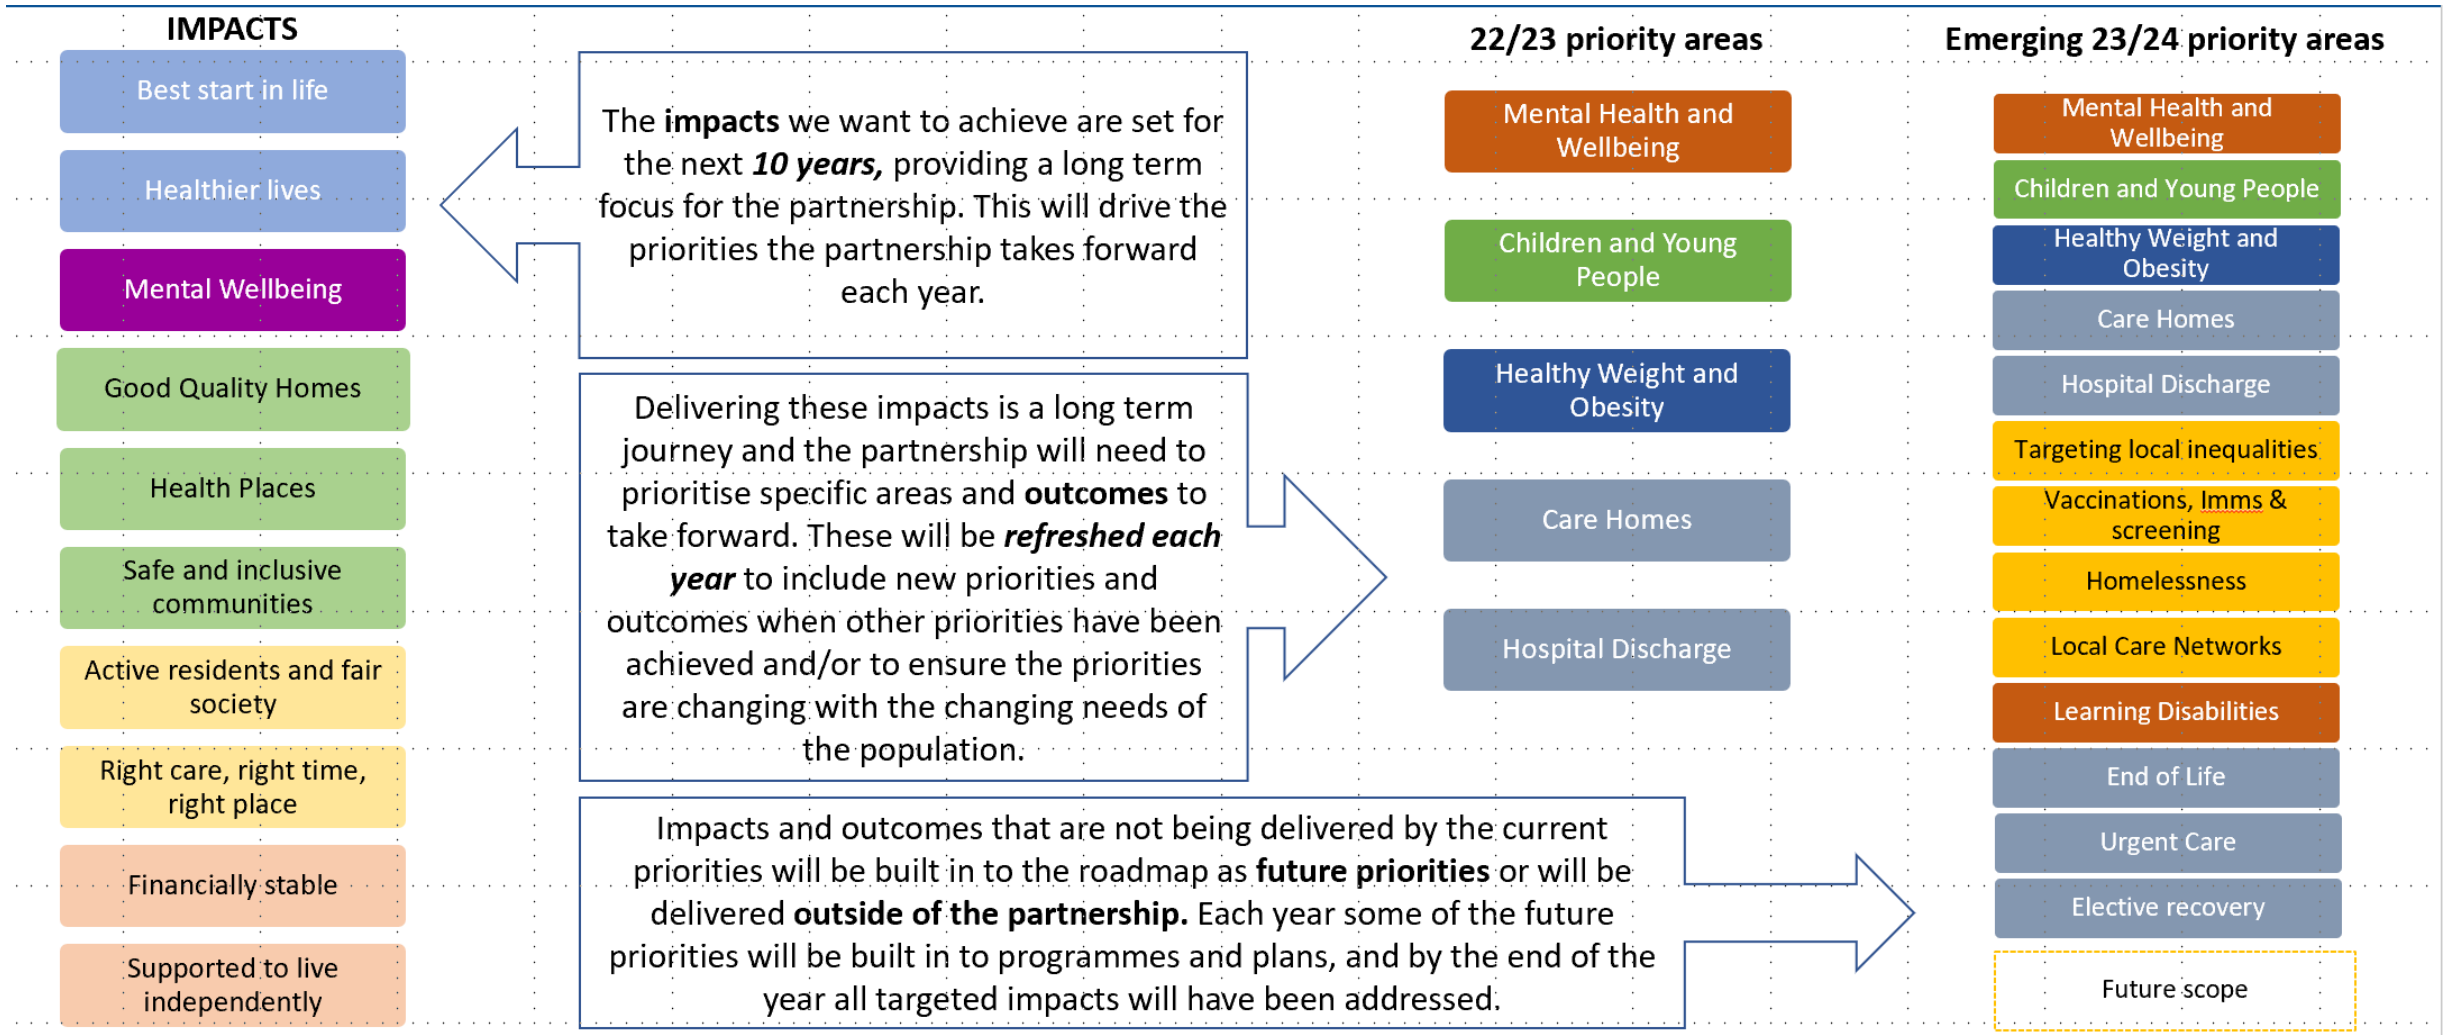 IMPACTS
Best start in life
Healthier lives
Mental Wellbeing
Good Quality Homes
Health Places
Safe and inclusive
communities
Active residents and fair
society
Right care, right time,
right place
Financially stable
Supported to live
independently
The impacts we want to achieve are set for
the next 10 years, providing a long term
focus for the partnership. This will drive the
priorities the partnership takes forward
each year.
Delivering these impacts is a long term
journey and the partnership will need to
prioritise specific areas and outcomes to
take forward. These will be refreshed each
year to include new priorities and
outcomes when other priorities have been
achieved and/or to ensure the priorities
are changing with the changing needs of
the population.
Impacts and outcomes that are not being delivered by the current
priorities will be built in to the roadmap as future priorities or will be
delivered outside of the partnership. Each year some of the future
priorities will be built in to programmes and plans, and by the end of the
year all targeted impacts will have been addressed.
22/23 priority areas
Mental Health and
Wellbeing
Children and Young
People
Healthy Weight and
Obesity
Care Homes
Hospital Discharge
Emerging 23/24 priority areas
Mental Health and
Wellbeing
Children and Young People
Healthy Weight and
Obesity
Care Homes
Hospital Discharge
Targeting local inequalities
Vaccinations, Imms &
screening
Homelessness
Local Care Networks
Learning Disabilities
End of Life
Urgent Care
Elective recovery
Future scope